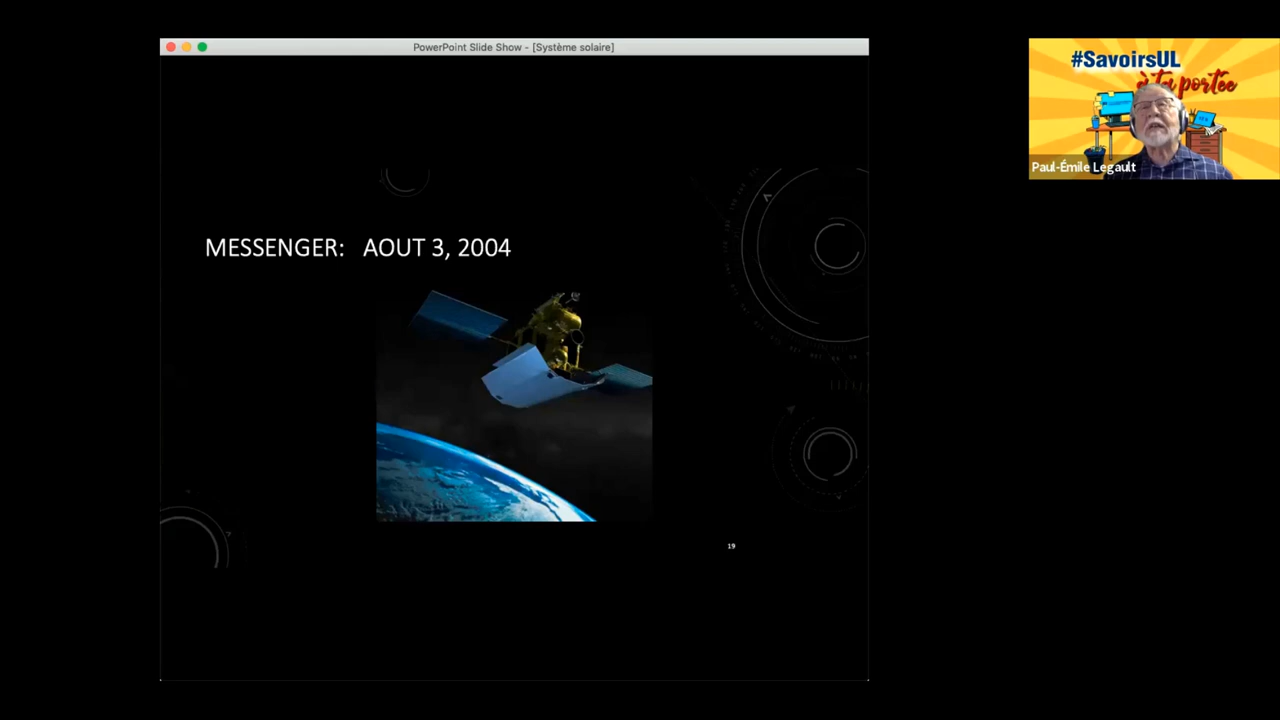 PowerPoint Slide Show - [Système solaire]
#SavoirsUL
à ta portée
Paul-Émile Legault
MESSENGER: AOUT 3, 2004
19